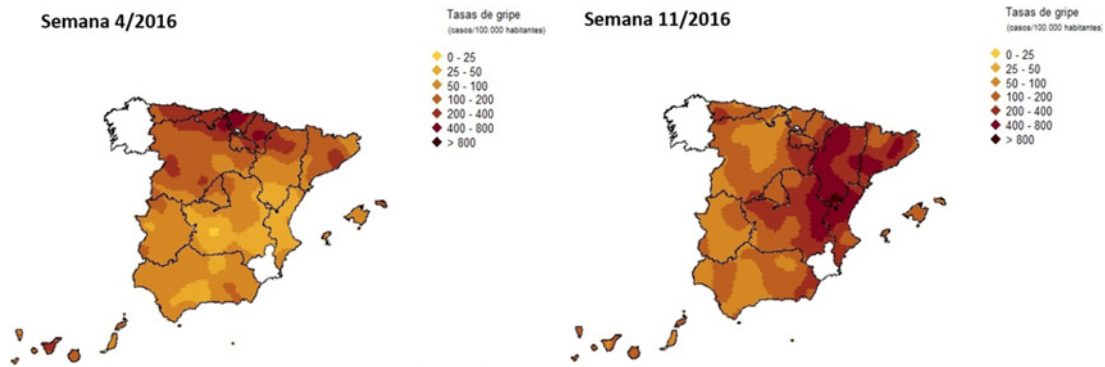 Semana 4/2016
Tasas de gripe
(casos/100.000 habitantes)
0 - 25
25 - 50
50 - 100
100 - 200
200 - 400
400 - 800
> 800
Semana 11/2016
Tasas de gripe
(casos/100.000 habitantes)
0 - 25
25 - 50
50 - 100
100 - 200
200 - 400
400 - 800
> 800